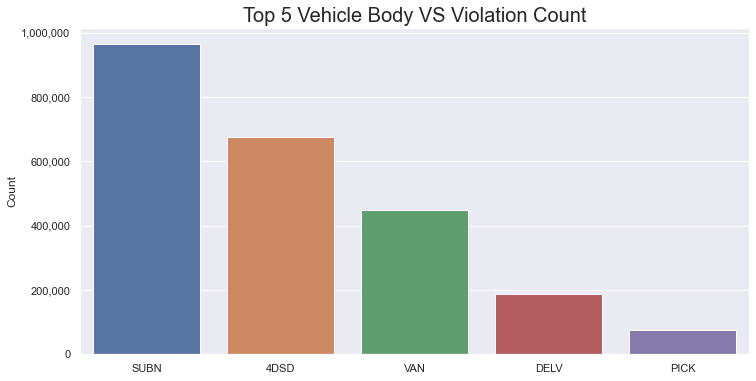 Top 5 Vehicle Body VS Violation Count
1,000,000
800,000
600,000
400,000
200,000
0
Count
SUBN 4DSD VAN DELV PICK